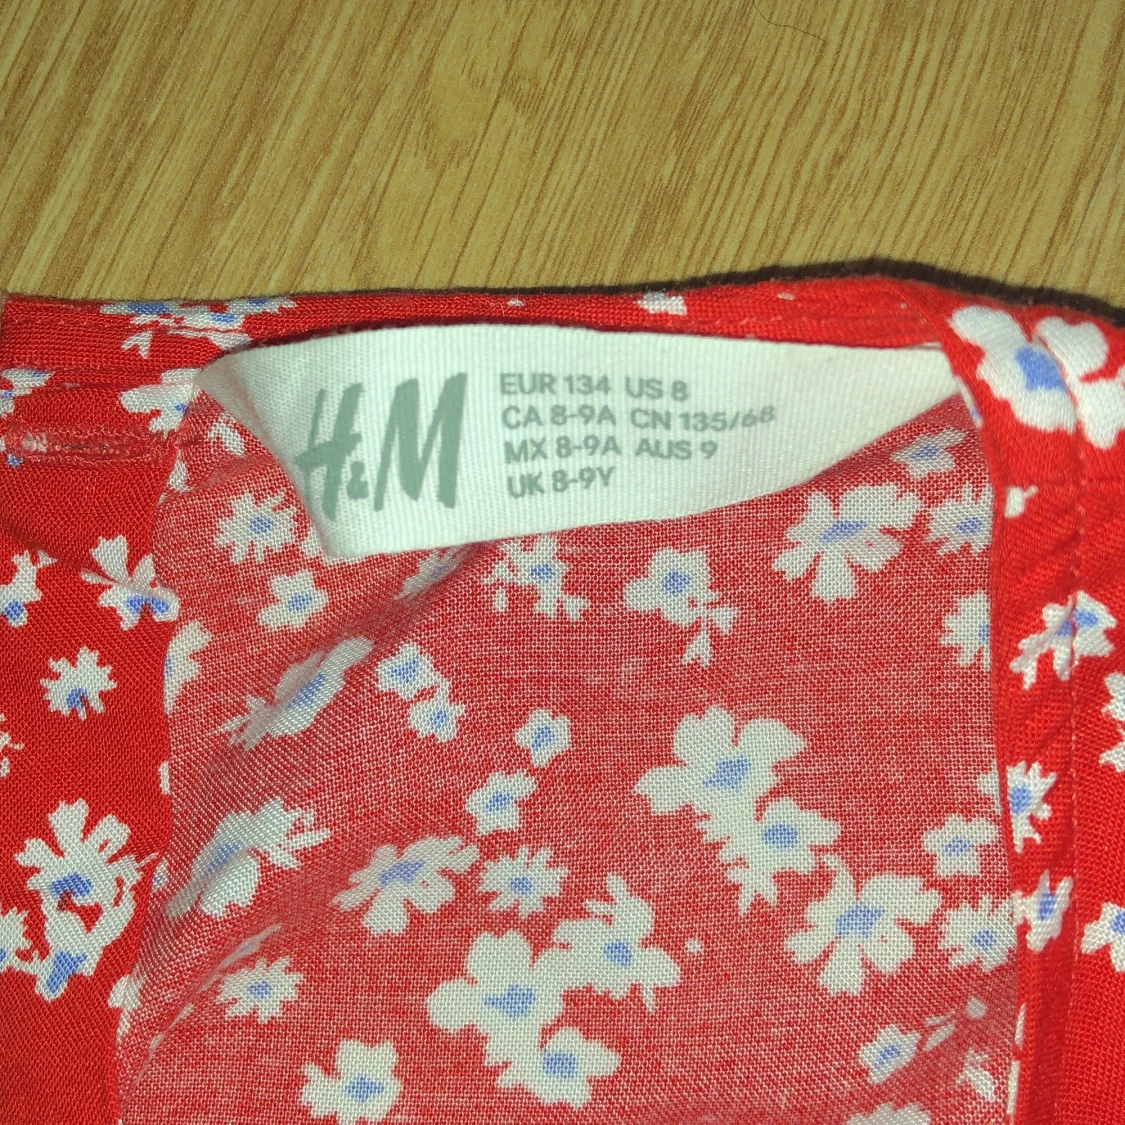 H&M
EUR 134 US 8
CA 8-9A CN 135/68
MX 8-9A AUS 9
UK 8-9Y